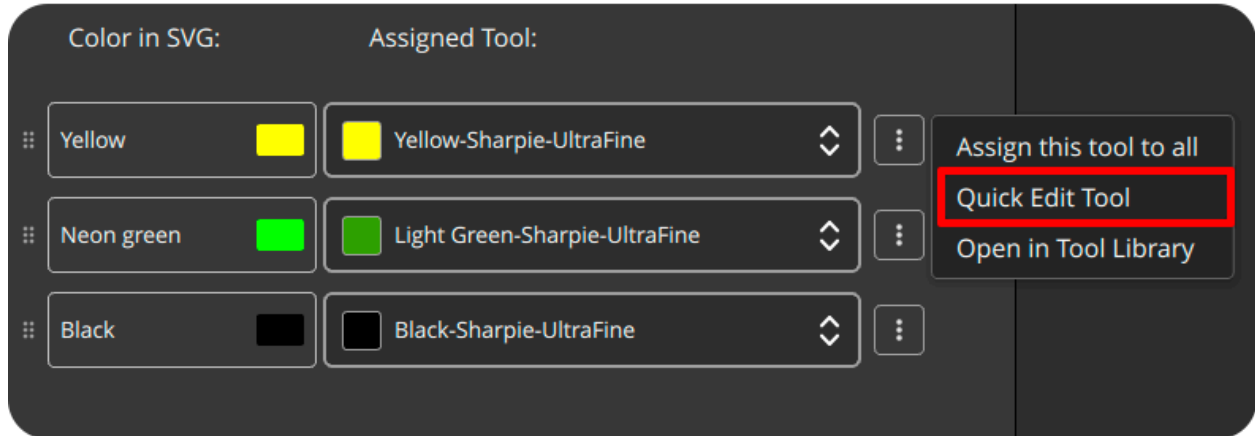 Color in SVG: Assigned Tool:
Yellow Yellow-Sharpie-UltraFine
Assign this tool to all
Quick Edit Tool
Neon green Light Green-Sharpie-UltraFine
Open in Tool Library
Black Black-Sharpie-UltraFine